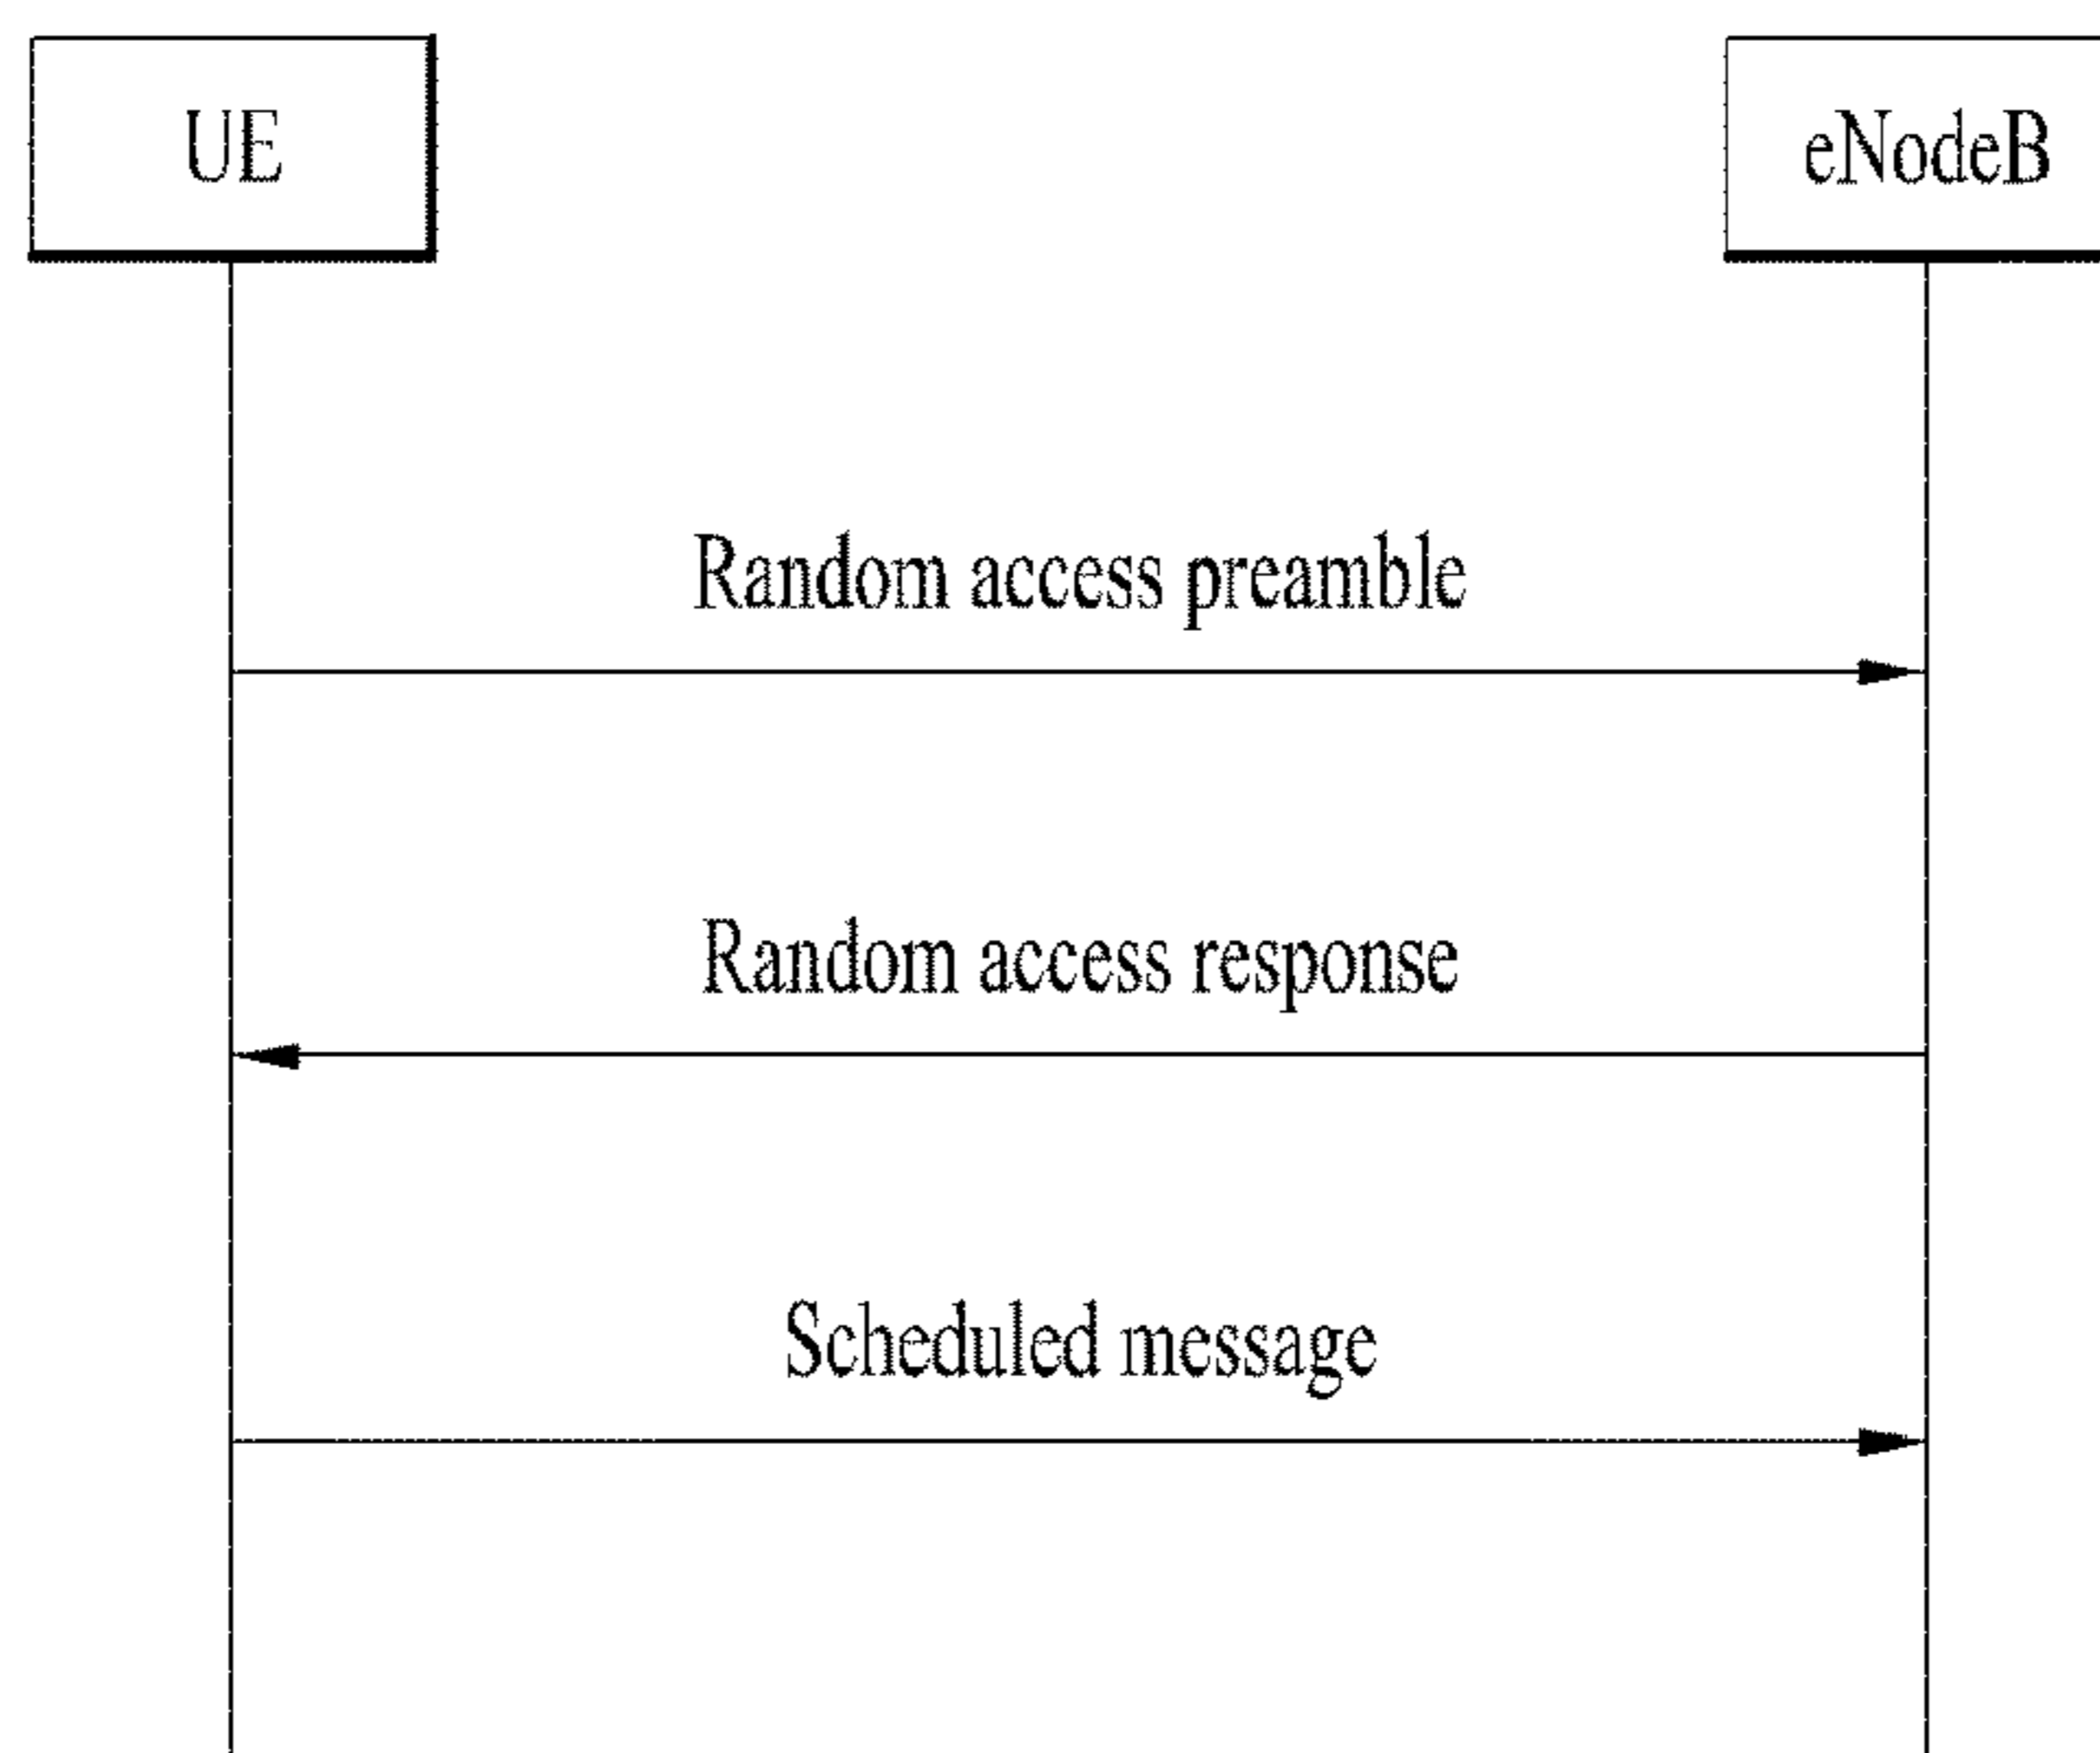 UE
eNodeB
Random access preamble
Random access response
Scheduled message